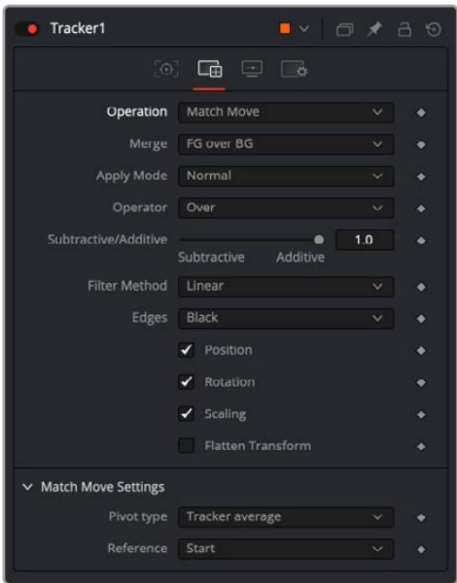 Tracker1
Operation Match Move
Merge FG over BG
Apply Mode Normal
Operator Over
Subtractive/Additive 1.0
Subtractive Additive
Filter Method Linear
Edges Black
Position
Rotation
Scaling
Flatten Transform
Match Move Settings
Pivot type Tracker average
Reference Start